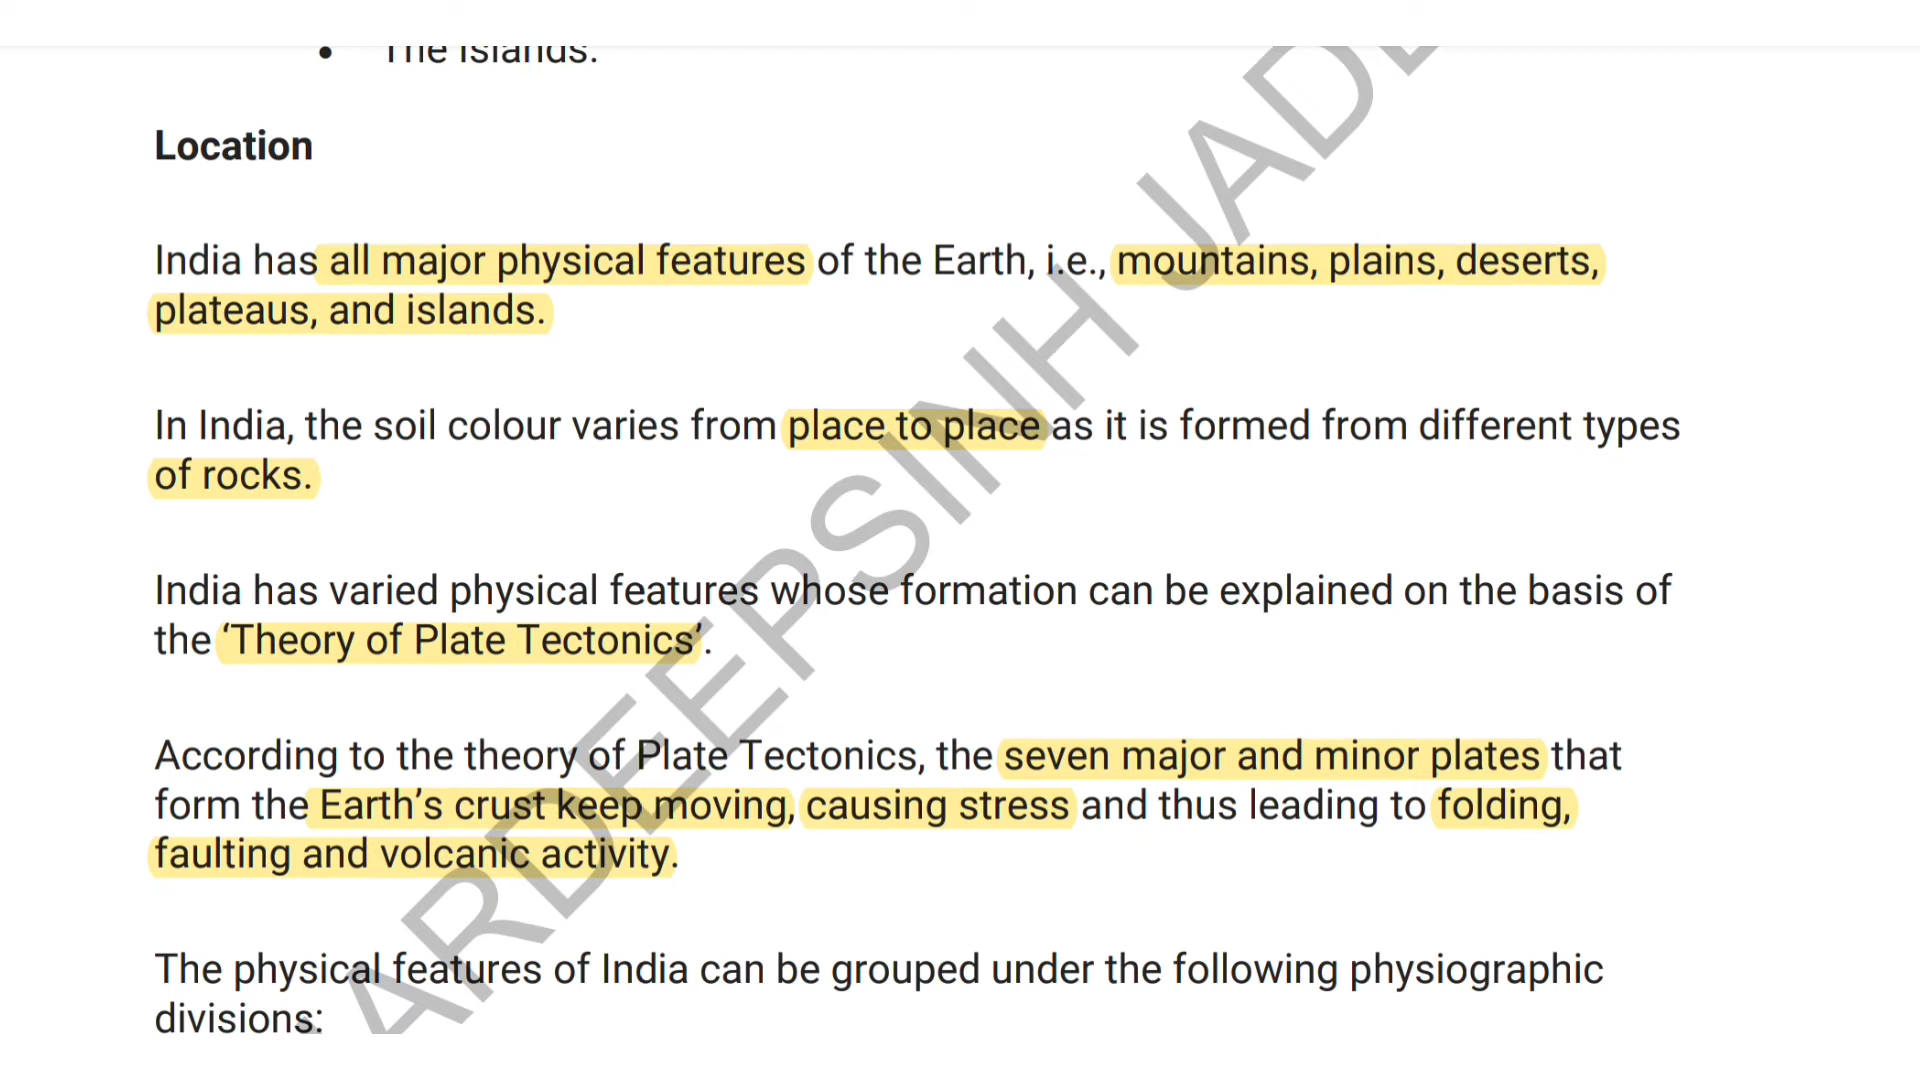 The Islands.
Location
India has all major physical features of the Earth, i.e., mountains, plains, deserts,
plateaus, and islands.
In India, the soil colour varies from place to place as it is formed from different types
of rocks.
India has varied physical features whose formation can be explained on the basis of
the ‘Theory of Plate Tectonics’.
According to the theory of Plate Tectonics, the seven major and minor plates that
form the Earth’s crust keep moving, causing stress and thus leading to folding,
faulting and volcanic activity.
The physical features of India can be grouped under the following physiographic
divisions:
ARDEEPSINH JADE